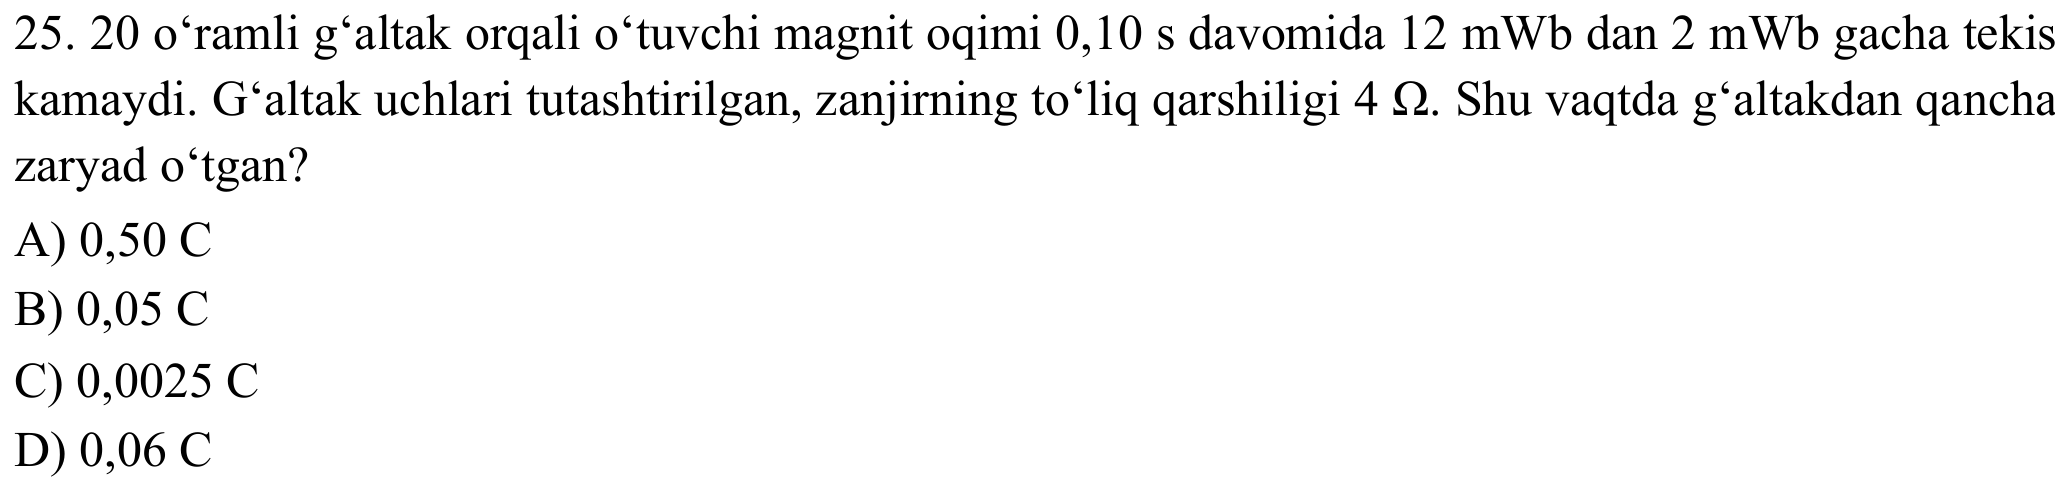 25. 20 o‘ramli g‘altak orqali o‘tuvchi magnit oqimi 0,10 s davomida 12 mWb dan 2 mWb gacha tekis
kamaydi. G‘altak uchlari tutashtirilgan, zanjirning to‘liq qarshiligi 4 Ω. Shu vaqtda g‘altakdan qancha
zaryad o‘tgan?
A) 0,50 C
B) 0,05 C
C) 0,0025 C
D) 0,06 C